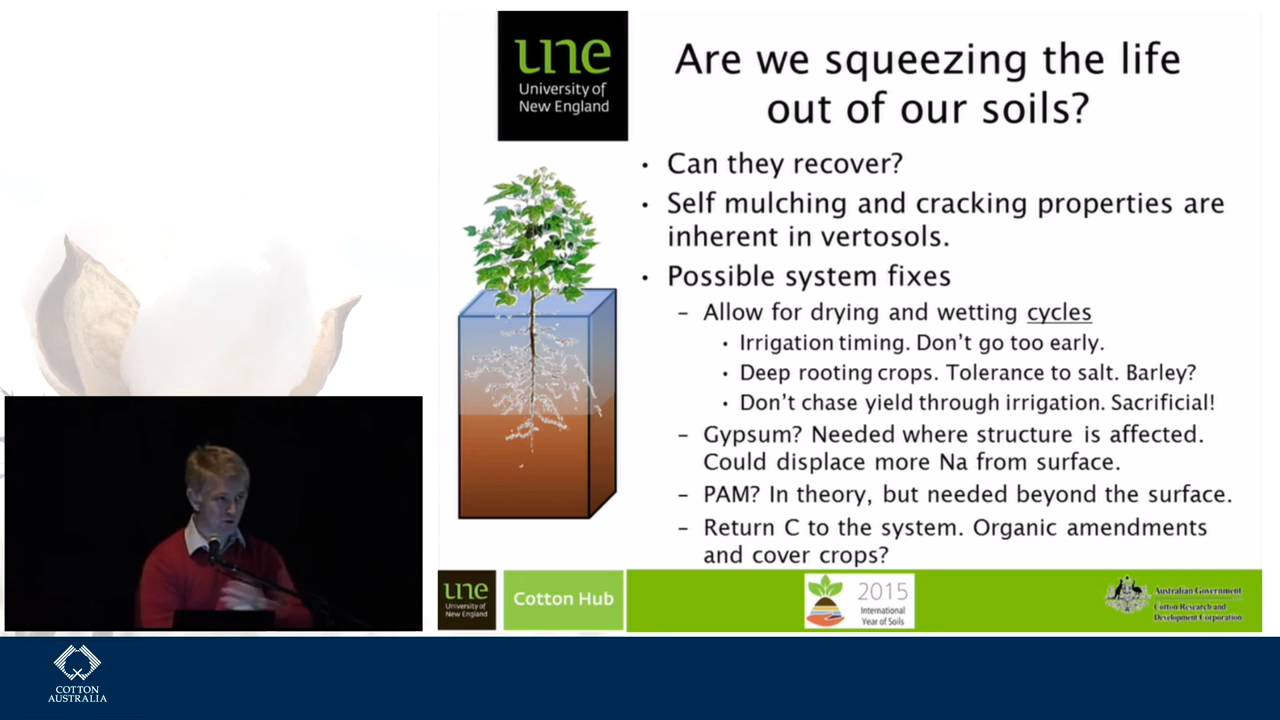 une
University of
New England
Are we squeezing the life
out of our soils?
• Can they recover?
• Self mulching and cracking properties are
inherent in vertosols.
• Possible system fixes
– Allow for drying and wetting cycles
• Irrigation timing. Don't go too early.
• Deep rooting crops. Tolerance to salt. Barley?
• Don't chase yield through irrigation. Sacrificial!
– Gypsum? Needed where structure is affected.
Could displace more Na from surface.
– PAM? In theory, but needed beyond the surface.
– Return C to the system. Organic amendments
and cover crops?
une
University of
New England
Cotton Hub
2015
International
Year of Soils
Australian Government
Cotton Research and
Development Corporation
COTTON
AUSTRALIA